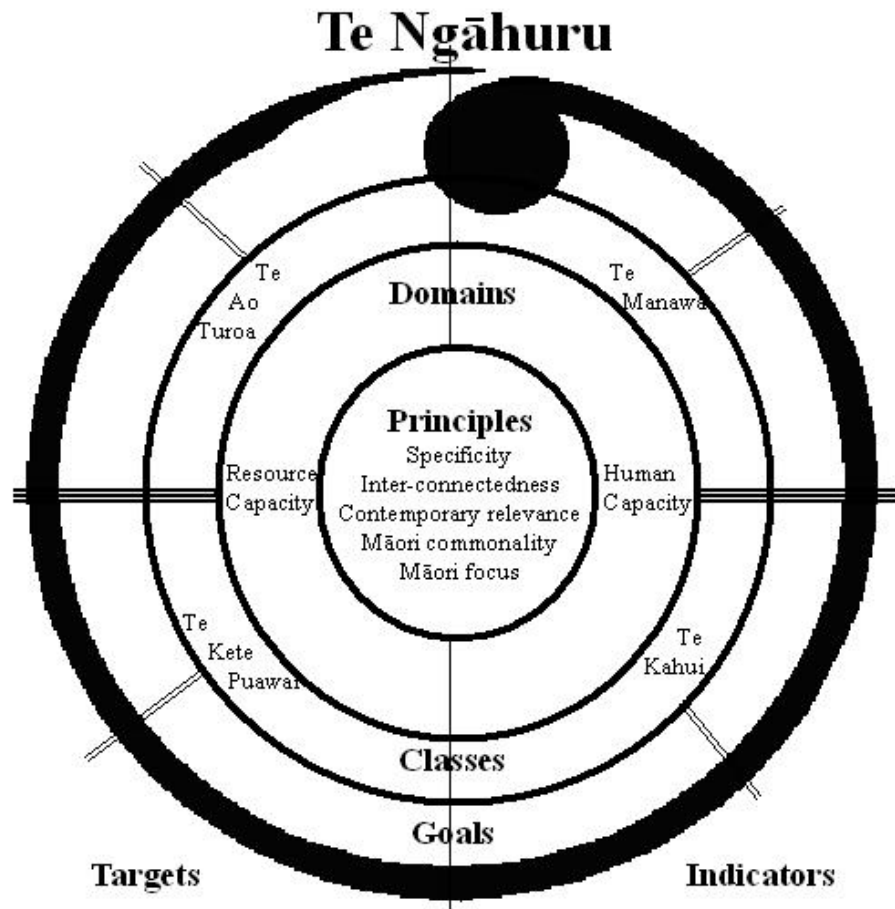 Te Ngāhuru
Te
Ao
Turoa
Te
Manawa
Domains
Principles
Specificity
Inter-connectedness
Contemporary relevance
Māori commonality
Māori focus
Resource
Capacity
Human
Capacity
Te
Kete
Puawai
Te
Kahui
Classes
Goals
Targets
Indicators